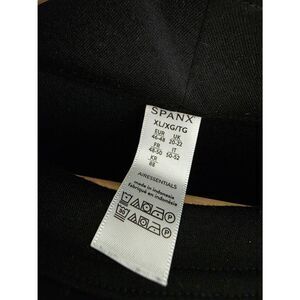 SPANX
XL/XG/TG
EUR UK
46-48 20-22
FR IT
48-50 50-52
KR
88
AIRESSENTIALS
made in Indonesia
fabriqué en Indonésie